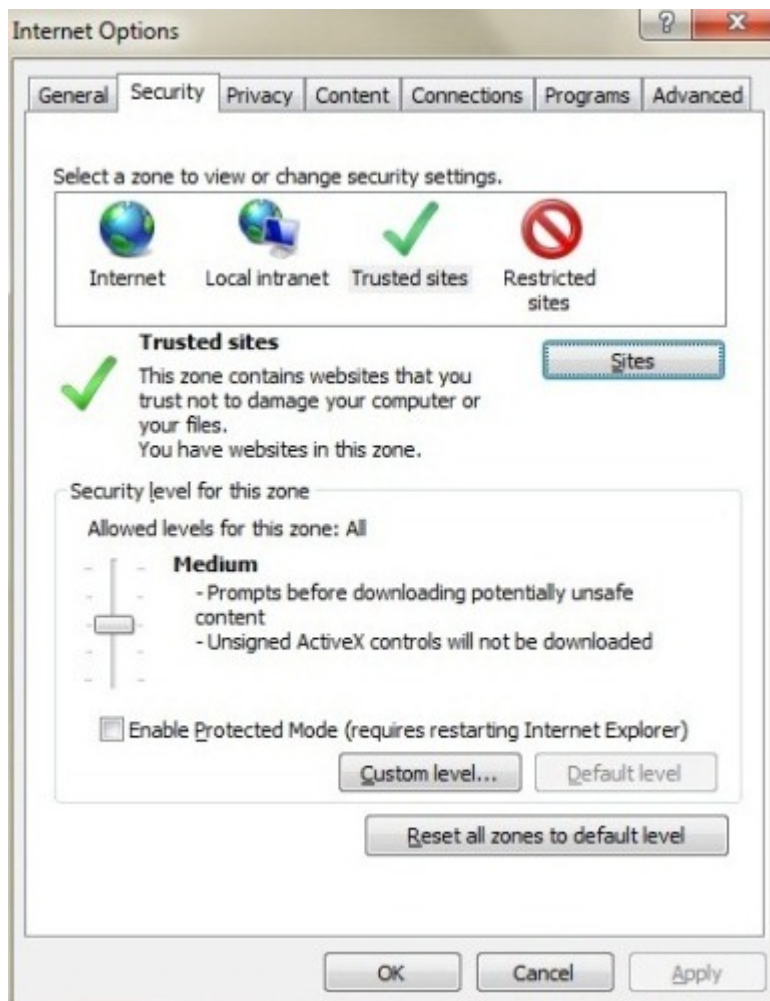 Internet Options
?
General Security Privacy Content Connections Programs Advanced
Select a zone to view or change security settings.
Internet Local intranet Trusted sites Restricted
sites
Trusted sites
Sites
This zone contains websites that you
trust not to damage your computer or
your files.
You have websites in this zone.
Security level for this zone
Allowed levels for this zone: All
Medium
- Prompts before downloading potentially unsafe
content
- Unsigned ActiveX controls will not be downloaded
Enable Protected Mode (requires restarting Internet Explorer)
Custom level... Default level
Reset all zones to default level
OK Cancel Apply